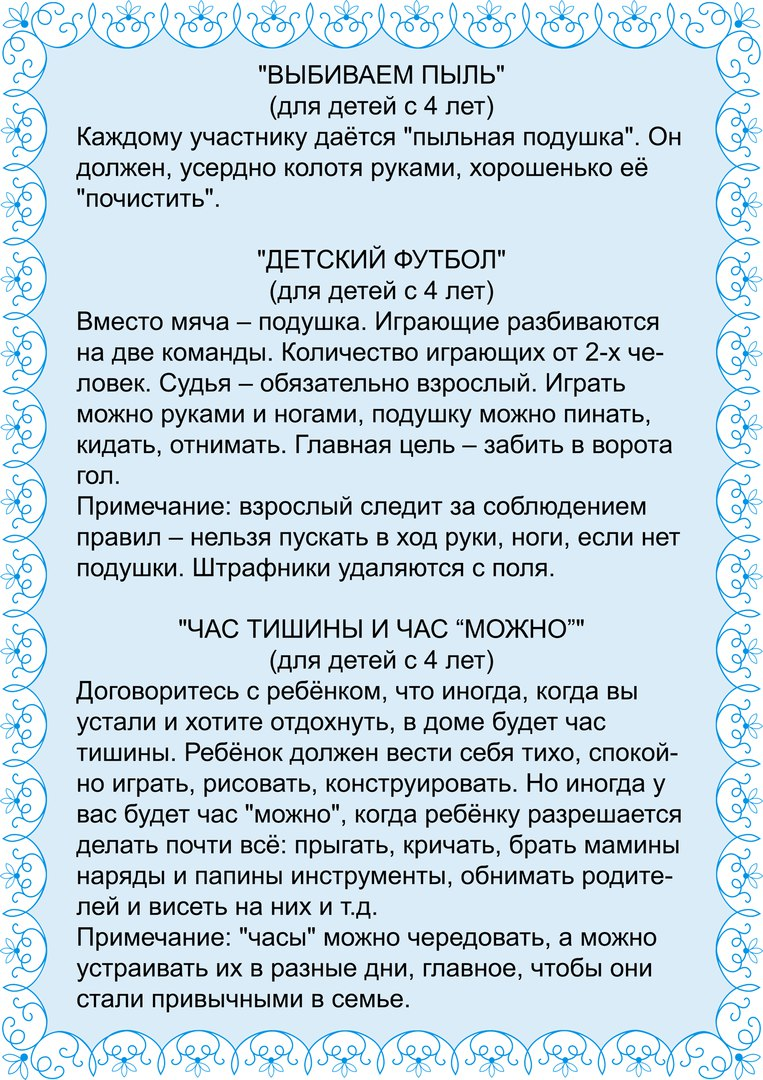 "ВЫБИВАЕМ ПЫЛЬ"
(для детей с 4 лет)
Каждому участнику даётся "пыльная подушка". Он
должен, усердно колотя руками, хорошенько её
"почистить".
"ДЕТСКИЙ ФУТБОЛ"
(для детей с 4 лет)
Вместо мяча – подушка. Играющие разбиваются
на две команды. Количество играющих от 2-х че-
ловек. Судья – обязательно взрослый. Играть
можно руками и ногами, подушку можно пинать,
кидать, отнимать. Главная цель – забить в ворота
гол.
Примечание: взрослый следит за соблюдением
правил – нельзя пускать в ход руки, ноги, если нет
подушки. Штрафники удаляются с поля.
"ЧАС ТИШИНЫ И ЧАС “МОЖНО”"
(для детей с 4 лет)
Договоритесь с ребёнком, что иногда, когда вы
устали и хотите отдохнуть, в доме будет час
тишины. Ребёнок должен вести себя тихо, спокой-
но играть, рисовать, конструировать. Но иногда у
вас будет час "можно", когда ребёнку разрешается
делать почти всё: прыгать, кричать, брать мамины
наряды и папины инструменты, обнимать родите-
лей и висеть на них и т.д.
Примечание: "часы" можно чередовать, а можно
устраивать их в разные дни, главное, чтобы они
стали привычными в семье.